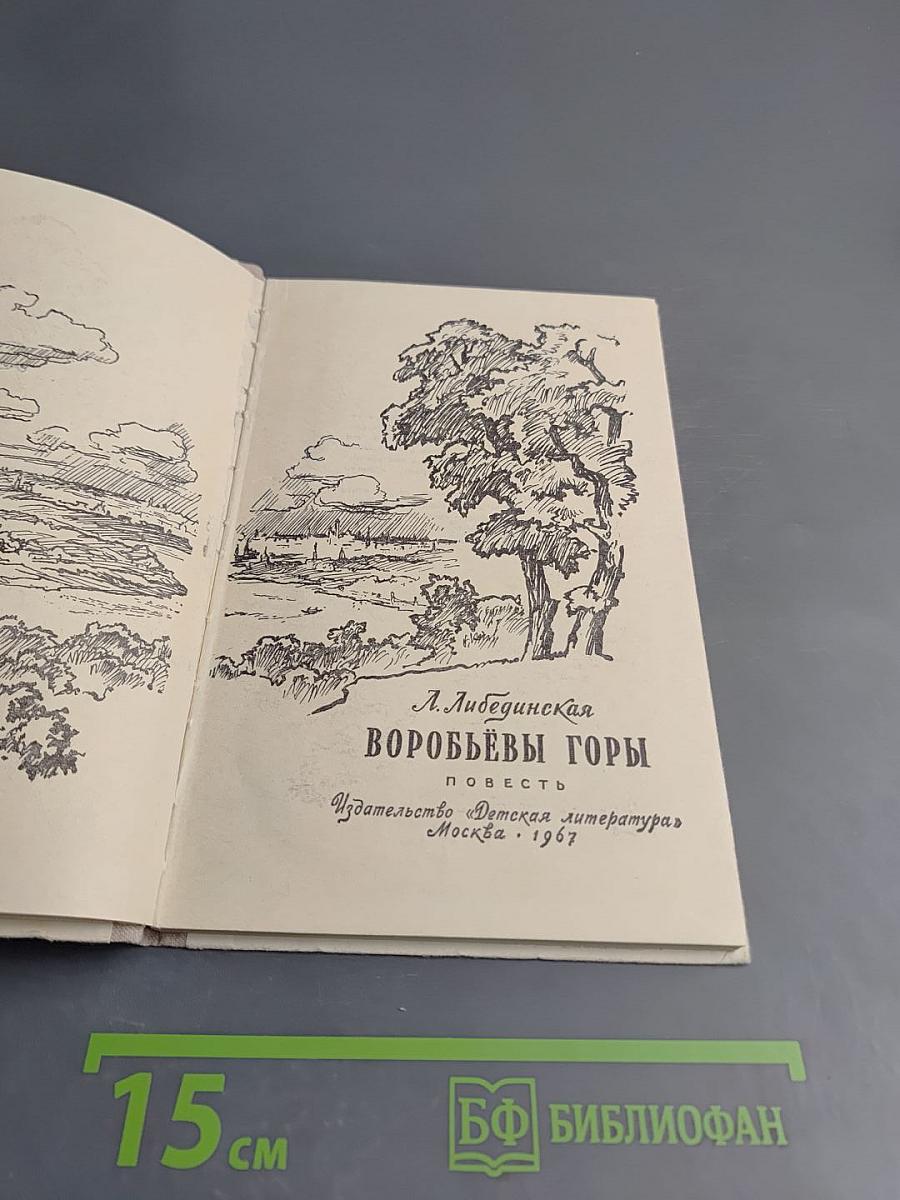 Л. Либединская
ВОРОБЬЁВЫ ГОРЫ
ПОВЕСТЬ
Издательство «Детская литература»
Москва · 1967
15 см
БФ БИБЛИОФАН